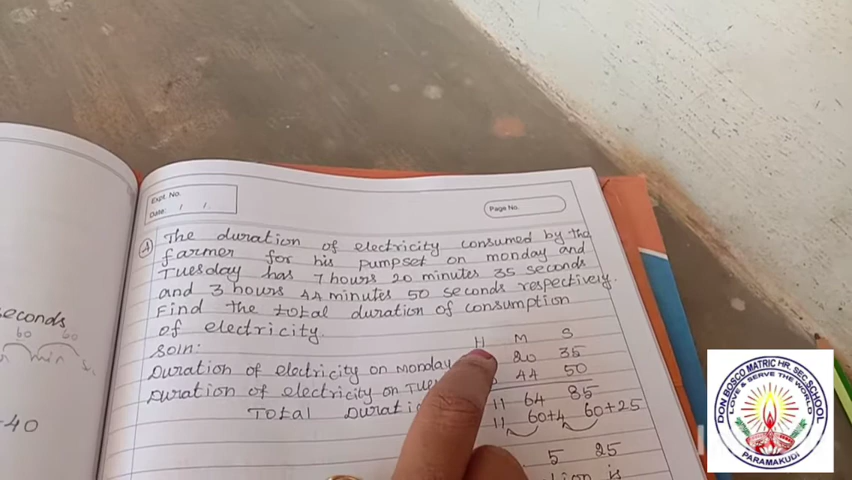 seconds
60 60
min
+40
Expt. No.
Date: / /
Page No.
A The duration of electricity consumed by the
farmer for his pumpset on monday and
Tuesday has 7 hours 20 minutes 35 seconds
and 3 hours 44 minutes 50 seconds respectively.
Find the total duration of consumption
of electricity.
Soln: H M S
Duration of electricity on monday 20 35
Duration of electricity on 44 50
Total 11 64 85
11 60+4 60+25
5 25
is
DON BOSCO MATRIC HR. SEC SCHOOL
LOVE & SERVE THE WORLD
PARAMAKUDI